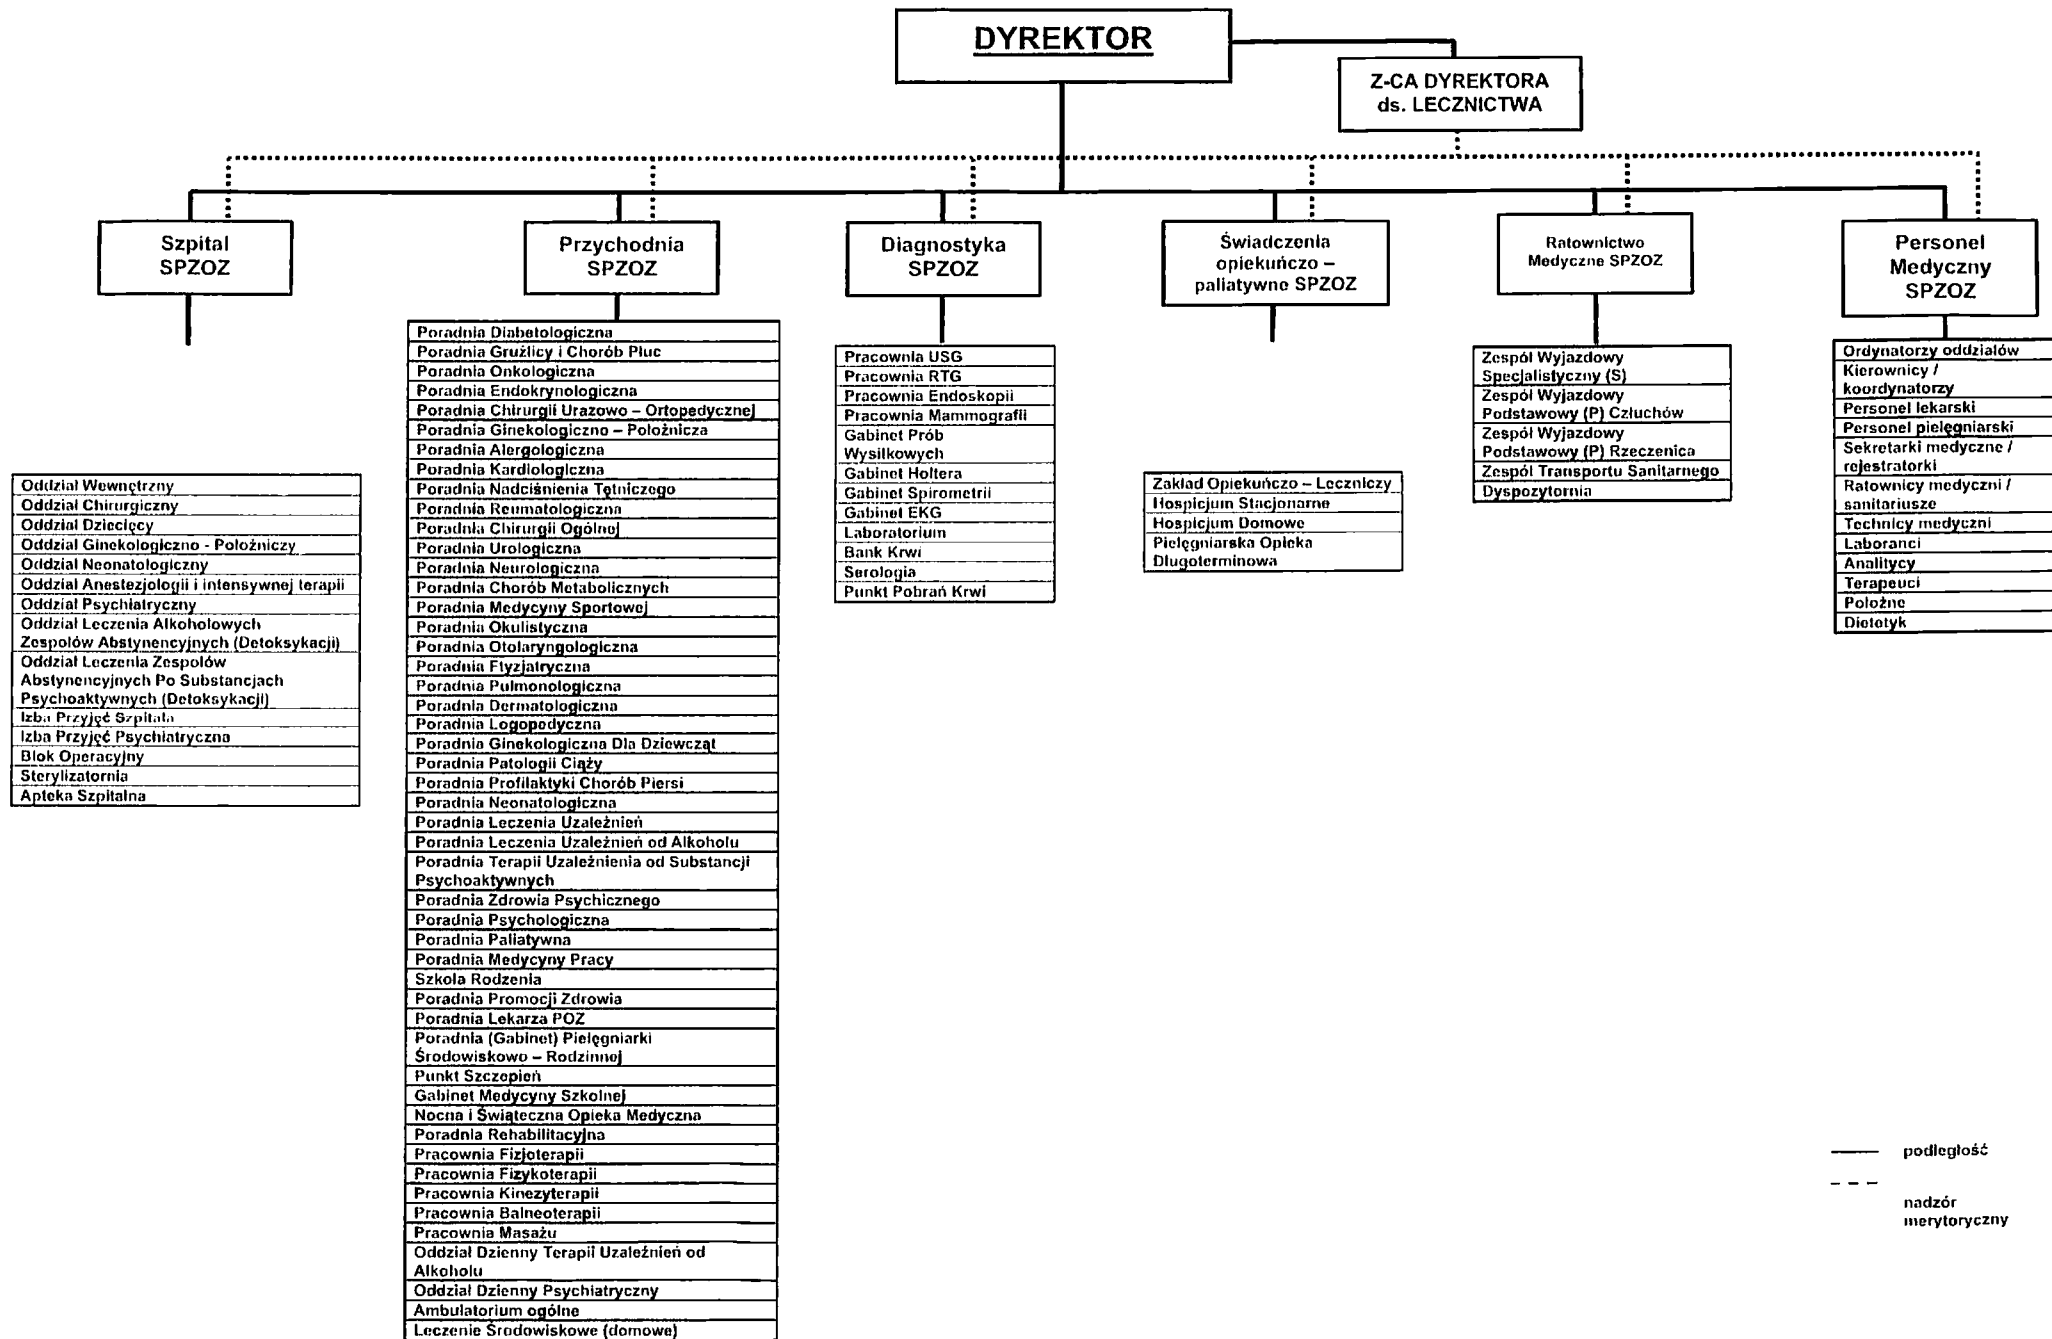 DYREKTOR
Z-CA DYREKTORA
ds. LECZNICTWA
Szpital
SPZOZ
Przychodnia
SPZOZ
Diagnostyka
SPZOZ
Świadczenia
opiekuńczo –
paliatywne SPZOZ
Ratownictwo
Medyczne SPZOZ
Personel
Medyczny
SPZOZ
Oddział Wewnętrzny
Oddział Chirurgiczny
Oddział Dziecięcy
Oddział Ginekologiczno - Położniczy
Oddział Neonatologiczny
Oddział Anestezjologii i intensywnej terapii
Oddział Psychiatryczny
Oddział Leczenia Alkoholowych
Zespołów Abstynencyjnych (Detoksykacji)
Oddział Leczenia Zespołów
Abstynencyjnych Po Substancjach
Psychoaktywnych (Detoksykacji)
Izba Przyjęć Szpitala
Izba Przyjęć Psychiatryczna
Blok Operacyjny
Sterylizatornia
Apteka Szpitalna
Poradnia Diabetologiczna
Poradnia Gruźlicy i Chorób Płuc
Poradnia Onkologiczna
Poradnia Endokrynologiczna
Poradnia Chirurgii Urazowo – Ortopedycznej
Poradnia Ginekologiczno – Położnicza
Poradnia Alergologiczna
Poradnia Kardiologiczna
Poradnia Nadciśnienia Tętniczego
Poradnia Reumatologiczna
Poradnia Chirurgii Ogólnej
Poradnia Urologiczna
Poradnia Neurologiczna
Poradnia Chorób Metabolicznych
Poradnia Medycyny Sportowej
Poradnia Okulistyczna
Poradnia Otolaryngologiczna
Poradnia Ftyzjatryczna
Poradnia Pulmonologiczna
Poradnia Dermatologiczna
Poradnia Logopedyczna
Poradnia Ginekologiczna Dla Dziewcząt
Poradnia Patologii Ciąży
Poradnia Profilaktyki Chorób Piersi
Poradnia Neonatologiczna
Poradnia Leczenia Uzależnień
Poradnia Leczenia Uzależnień od Alkoholu
Poradnia Terapii Uzależnienia od Substancji
Psychoaktywnych
Poradnia Zdrowia Psychicznego
Poradnia Psychologiczna
Poradnia Paliatywna
Poradnia Medycyny Pracy
Szkoła Rodzenia
Poradnia Promocji Zdrowia
Poradnia Lekarza POZ
Poradnia (Gabinet) Pielęgniarki
Środowiskowo – Rodzinnej
Punkt Szczepień
Gabinet Medycyny Szkolnej
Nocna i Świąteczna Opieka Medyczna
Poradnia Rehabilitacyjna
Pracownia Fizjoterapii
Pracownia Fizykoterapii
Pracownia Kinezyterapii
Pracownia Balneoterapii
Pracownia Masażu
Oddział Dzienny Terapii Uzależnień od
Alkoholu
Oddział Dzienny Psychiatryczny
Ambulatorium ogólne
Leczenie Środowiskowe (domowe)
Pracownia USG
Pracownia RTG
Pracownia Endoskopii
Pracownia Mammografii
Gabinet Prób
Wysiłkowych
Gabinet Holtera
Gabinet Spirometrii
Gabinet EKG
Laboratorium
Bank Krwi
Serologia
Punkt Pobrań Krwi
Zakład Opiekuńczo – Leczniczy
Hospicjum Stacjonarne
Hospicjum Domowe
Pielęgniarska Opieka
Długoterminowa
Zespół Wyjazdowy
Specjalistyczny (S)
Zespół Wyjazdowy
Podstawowy (P) Człuchów
Zespół Wyjazdowy
Podstawowy (P) Rzeczenica
Zespół Transportu Sanitarnego
Dyspozytornia
Ordynatorzy oddziałów
Kierownicy /
koordynatorzy
Personel lekarski
Personel pielęgniarski
Sekretarki medyczne /
rejestratorki
Ratownicy medyczni /
sanitariusze
Technicy medyczni
Laboranci
Analitycy
Terapeuci
Położne
Dietetyk
podległość
nadzór
merytoryczny